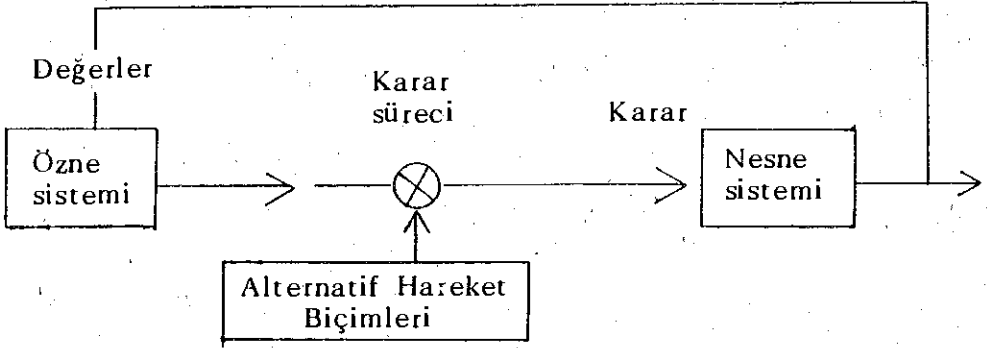 Değerler
Karar
süreci
Karar
Özne
sistemi
Nesne
sistemi
Alternatif Hareket
Biçimleri